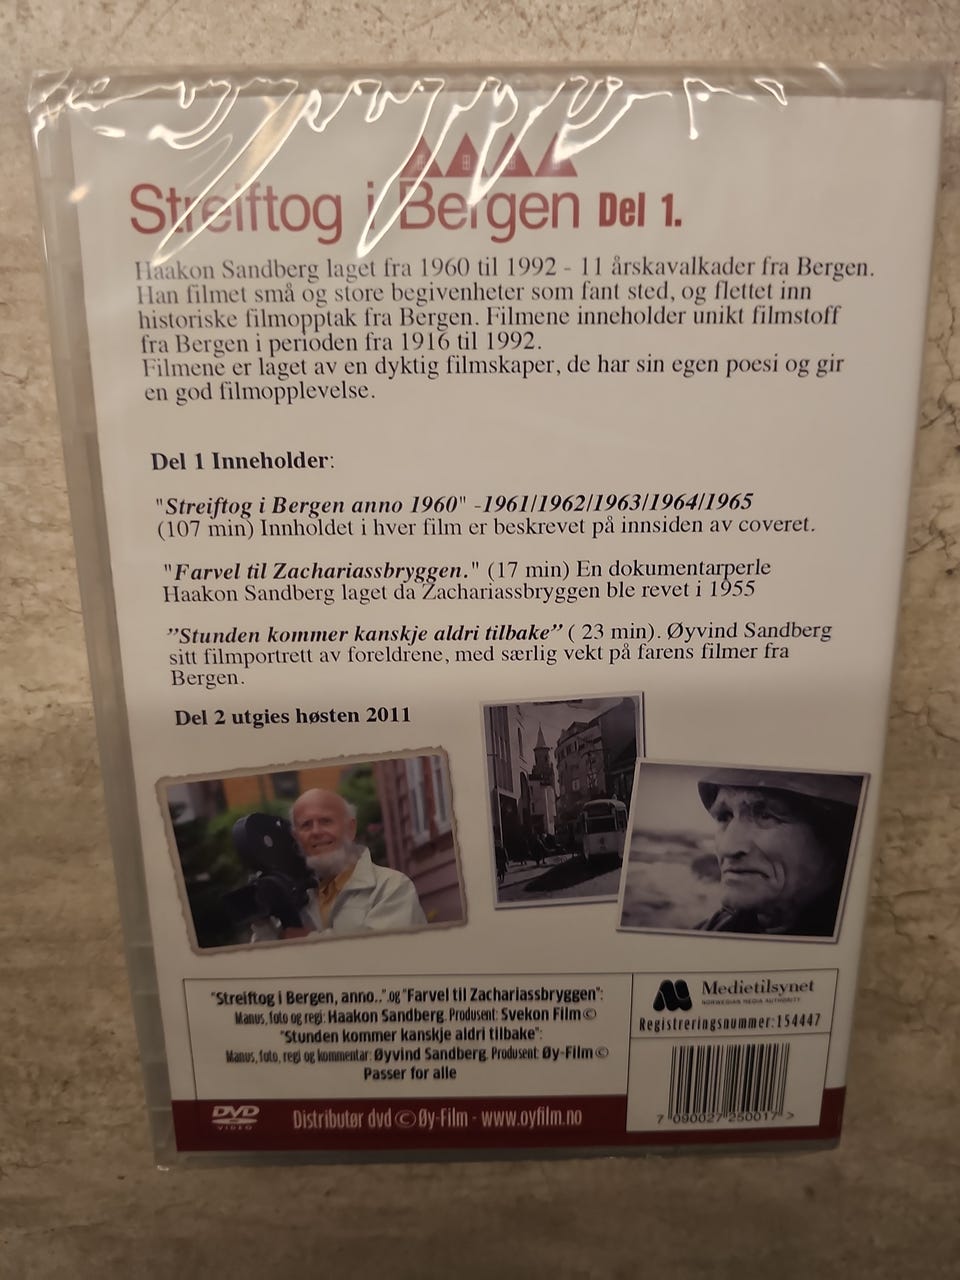 Streiftog i Bergen Del 1.
Haakon Sandberg laget fra 1960 til 1992 - 11 årskavalkader fra Bergen.
Han filmet små og store begivenheter som fant sted, og flettet inn
historiske filmopptak fra Bergen. Filmene inneholder unikt filmstoff
fra Bergen i perioden fra 1916 til 1992.
Filmene er laget av en dyktig filmskaper, de har sin egen poesi og gir
en god filmopplevelse.
Del 1 Inneholder:
"Streiftog i Bergen anno 1960" -1961/1962/1963/1964/1965
(107 min) Innholdet i hver film er beskrevet på innsiden av coveret.
"Farvel til Zachariassbryggen." (17 min) En dokumentarperle
Haakon Sandberg laget da Zachariassbryggen ble revet i 1955
”Stunden kommer kanskje aldri tilbake” ( 23 min). Øyvind Sandberg
sitt filmportrett av foreldrene, med særlig vekt på farens filmer fra
Bergen.
Del 2 utgies høsten 2011
"Streiftog i Bergen, anno.." og "Farvel til Zachariassbryggen":
Manus, foto og regi: Haakon Sandberg. Produsent: Svekon Film©
"Stunden kommer kanskje aldri tilbake":
Manus, foto, regi og kommentar: Øyvind Sandberg. Produsent: Øy-Film©
Passer for alle
Medietilsynet
NORWEGIAN MEDIA AUTHORITY
Registreringsnummer: 154447
7 090027 250017 >
DVD
VIDEO
Distributør dvd © Øy-Film - www.oyfilm.no